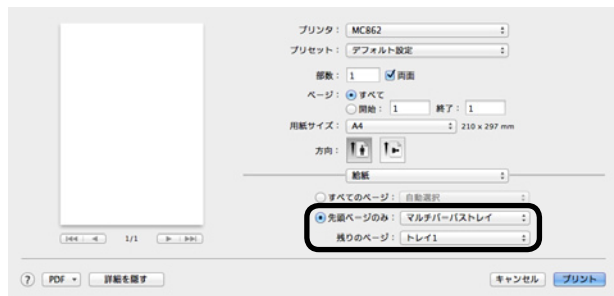 プリンタ： MC862
プリセット： デフォルト設定
部数： 1 両面
ページ： すべて
開始： 1 終了： 1
用紙サイズ： A4 210 x 297 mm
方向：
給紙
すべてのページ： 自動選択
先頭ページのみ： マルチパーパストレイ
残りのページ： トレイ1
1/1
? PDF 詳細を隠す キャンセル プリント